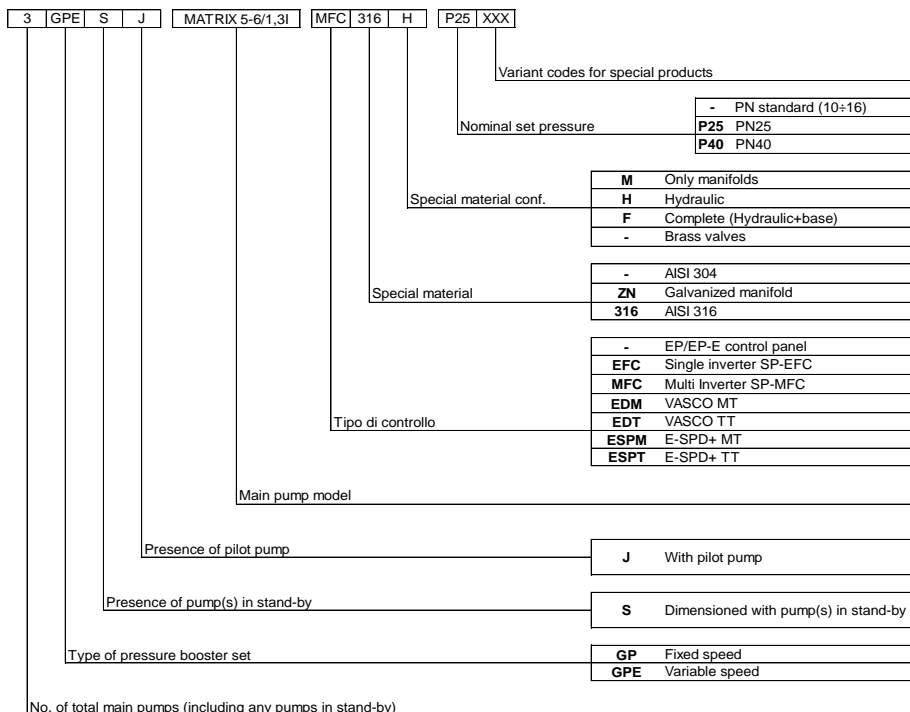 3 GPE S J MATRIX 5-6/1,3I MFC 316 H P25 XXX
Variant codes for special products
- PN standard (10÷16)
Nominal set pressure P25 PN25
P40 PN40
M Only manifolds
Special material conf. H Hydraulic
F Complete (Hydraulic+base)
- Brass valves
- AISI 304
Special material ZN Galvanized manifold
316 AISI 316
- EP/EP-E control panel
EFC Single inverter SP-EFC
MFC Multi Inverter SP-MFC
EDM VASCO MT
Tipo di controllo EDT VASCO TT
ESPM E-SPD+ MT
ESPT E-SPD+ TT
Main pump model
Presence of pilot pump
J With pilot pump
Presence of pump(s) in stand-by
S Dimensioned with pump(s) in stand-by
Type of pressure booster set GP Fixed speed
GPE Variable speed
No. of total main pumps (including any pumps in stand-by)